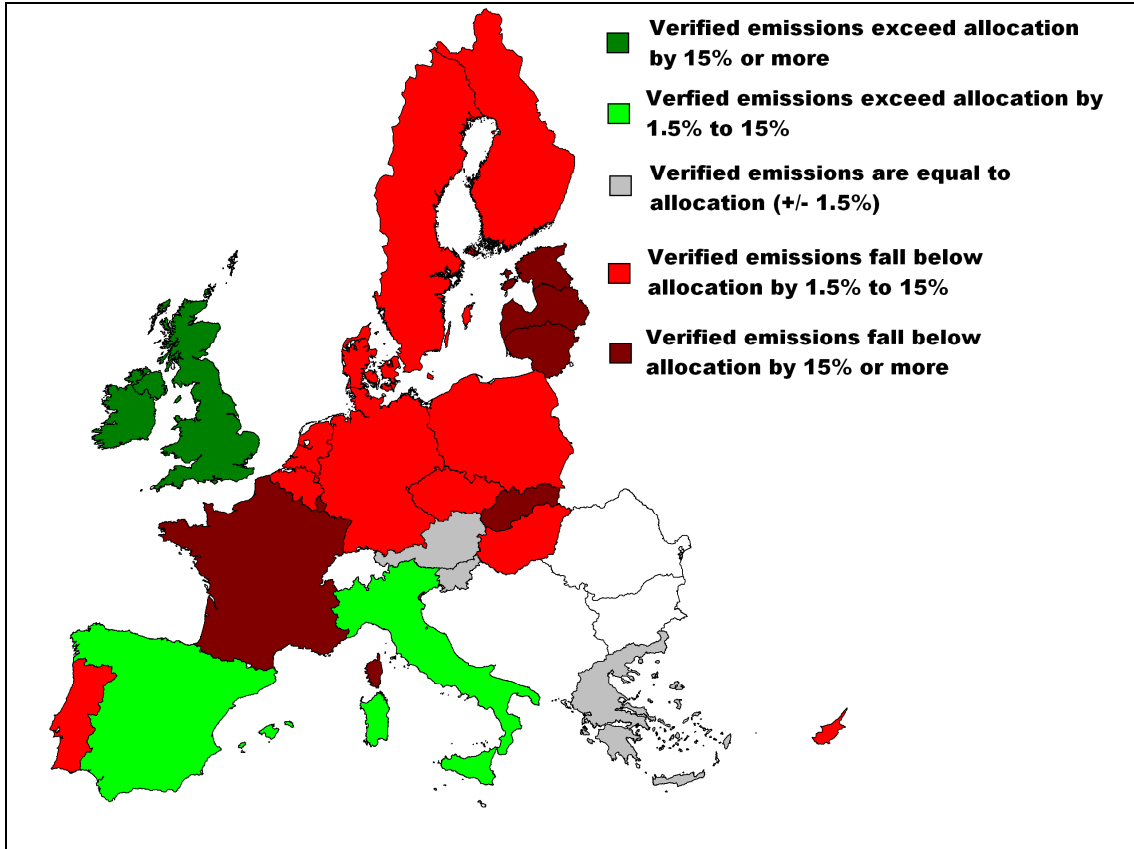 Verified emissions exceed allocation
by 15% or more
Verfied emissions exceed allocation by
1.5% to 15%
Verified emissions are equal to
allocation (+/- 1.5%)
Verified emissions fall below
allocation by 1.5% to 15%
Verified emissions fall below
allocation by 15% or more